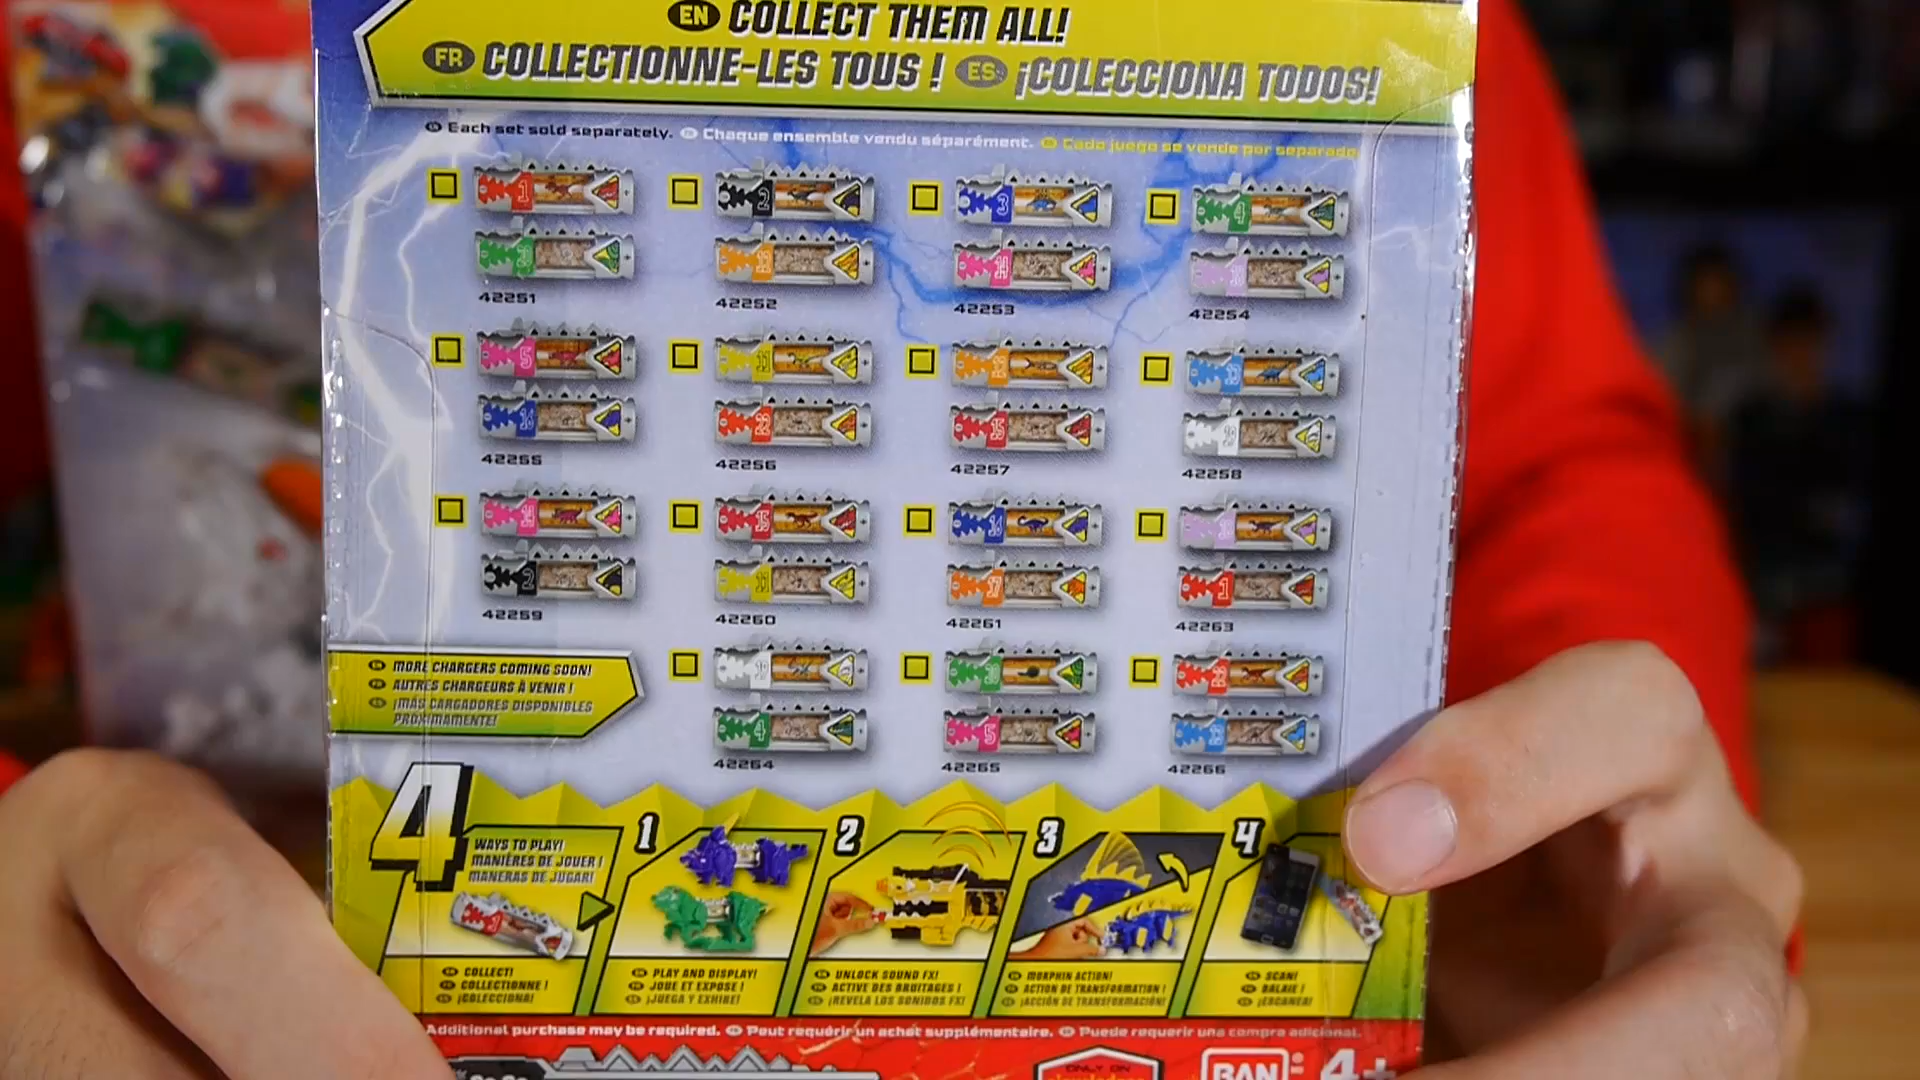 EN COLLECT THEM ALL!
FR COLLECTIONNE-LES TOUS ! ES ¡COLECCIONA TODOS!
Each set sold separately. Chaque ensemble vendu séparément. Cada juego se vende por separado.
42251 42252 42253 42254
42255 42256 42257 42258
42259 42260 42261 42263
MORE CHARGERS COMING SOON!
AUTRES CHARGEURS À VENIR !
¡MÁS CARGADORES DISPONIBLES
PRÓXIMAMENTE!
42264 42265 42266
4 WAYS TO PLAY!
MANIÈRES DE JOUER !
MANERAS DE JUGAR!
COLLECT!
COLLECTIONNE !
¡COLECCIONA!
1
PLAY AND DISPLAY!
JOUE ET EXPOSE !
¡JUEGA Y EXHIBE!
2
UNLOCK SOUND FX!
ACTIVE DES BRUITAGES !
¡REVELA LOS SONIDOS FX!
3
MORPHIN ACTION!
ACTION DE TRANSFORMATION !
¡ACCIÓN DE TRANSFORMACIÓN!
4
SCAN!
BALAIE !
¡ESCANEA!
Additional purchase may be required. Peut requérir un achat supplémentaire. Puede requerir una compra adicional.
ONLY ON
BAN
4+